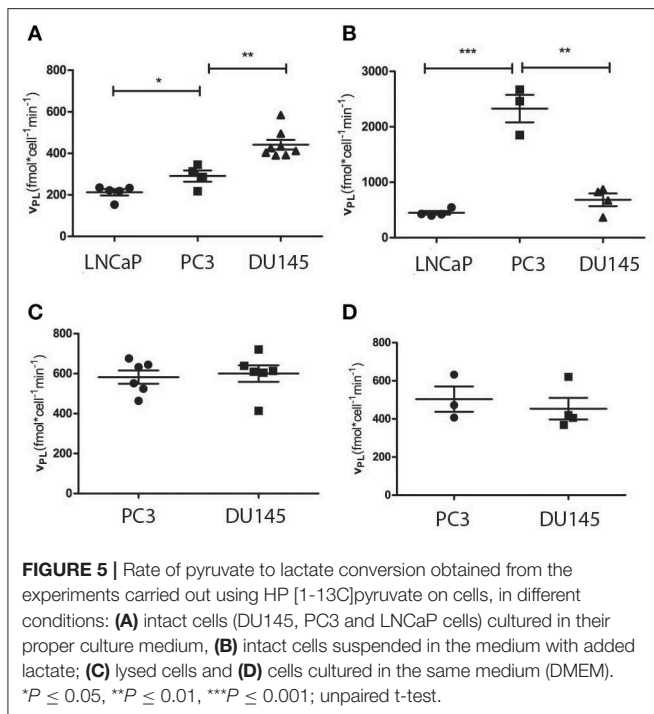 A
B
* **
*** **
800
600
400
200
0
v_PL(fmol*cell⁻¹min⁻¹)
LNCaP PC3 DU145
3000
2000
1000
0
v_PL(fmol*cell⁻¹min⁻¹)
LNCaP PC3 DU145
C
D
800
600
400
200
0
v_PL(fmol*cell⁻¹min⁻¹)
PC3 DU145
800
600
400
200
0
v_PL(fmol*cell⁻¹min⁻¹)
PC3 DU145
FIGURE 5 | Rate of pyruvate to lactate conversion obtained from the
experiments carried out using HP [1-13C]pyruvate on cells, in different
conditions: (A) intact cells (DU145, PC3 and LNCaP cells) cultured in their
proper culture medium, (B) intact cells suspended in the medium with added
lactate; (C) lysed cells and (D) cells cultured in the same medium (DMEM).
*P ≤ 0.05, **P ≤ 0.01, ***P ≤ 0.001; unpaired t-test.